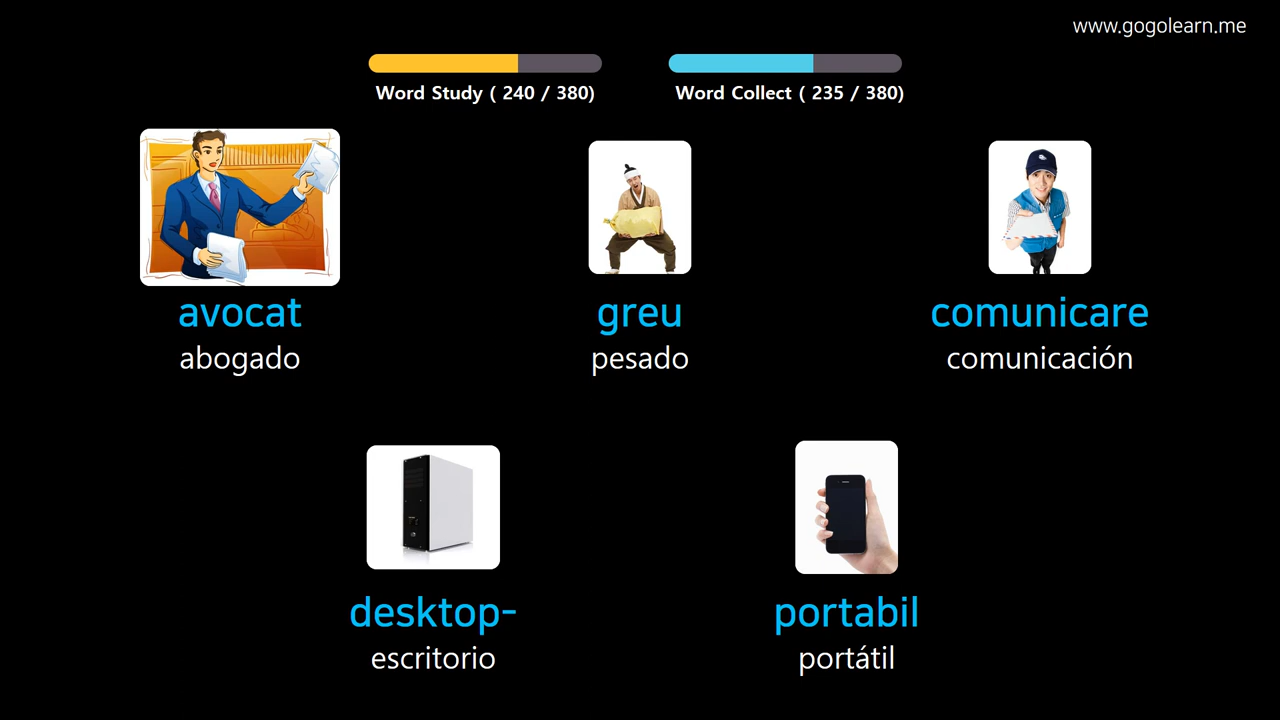 www.gogolearn.me
Word Study ( 240 / 380)
Word Collect ( 235 / 380)
avocat
greu
comunicare
abogado
pesado
comunicación
desktop-
portabil
escritorio
portátil